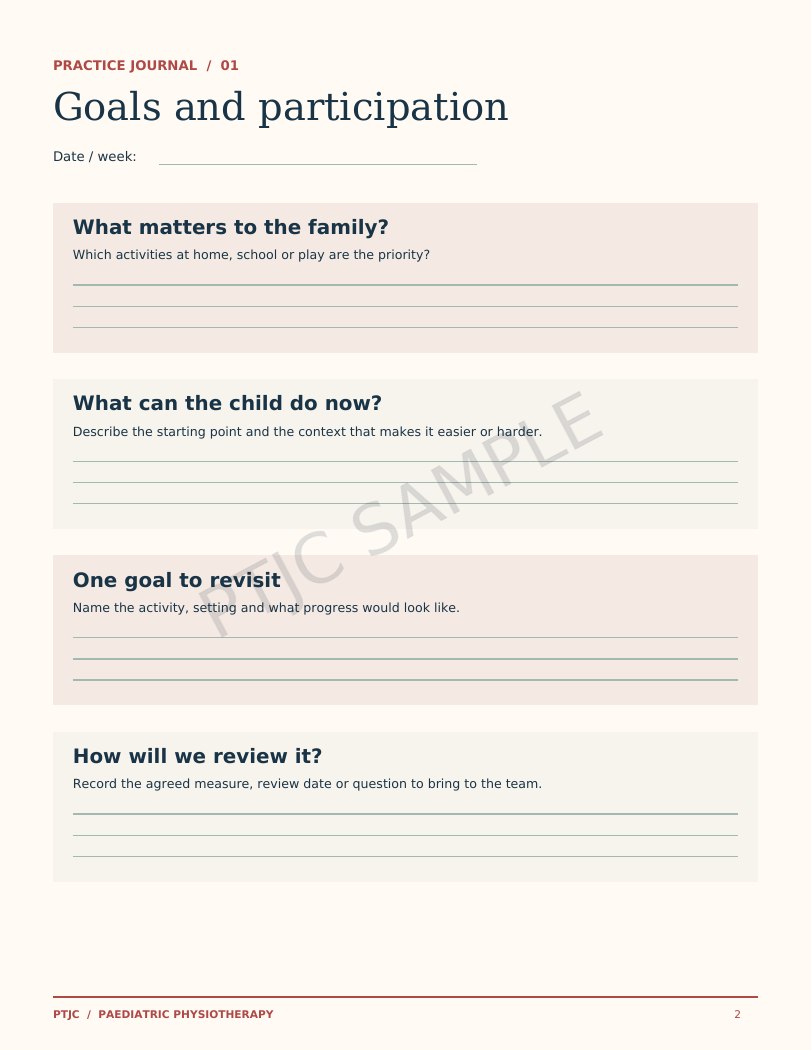 PRACTICE JOURNAL / 01
Goals and participation
Date / week:
What matters to the family?
Which activities at home, school or play are the priority?
What can the child do now?
Describe the starting point and the context that makes it easier or harder.
PTJC SAMPLE
One goal to revisit
Name the activity, setting and what progress would look like.
How will we review it?
Record the agreed measure, review date or question to bring to the team.
PTJC / PAEDIATRIC PHYSIOTHERAPY
2